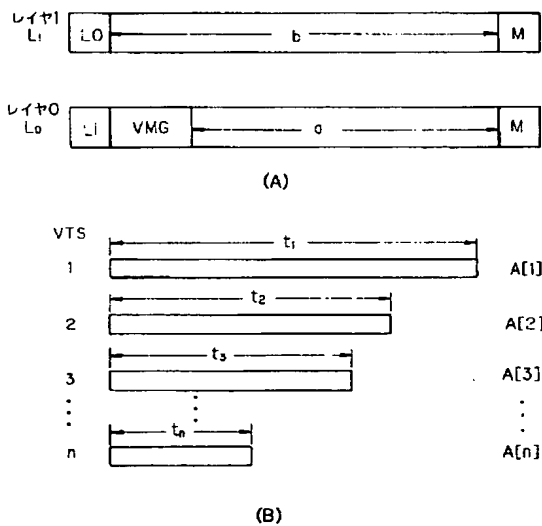 レイヤ1
L1 LO b M
レイヤ0
L0 LI VMG a M
(A)
VTS
t1
1 A[1]
t2
2 A[2]
t3
3 A[3]
tn
n A[n]
(B)